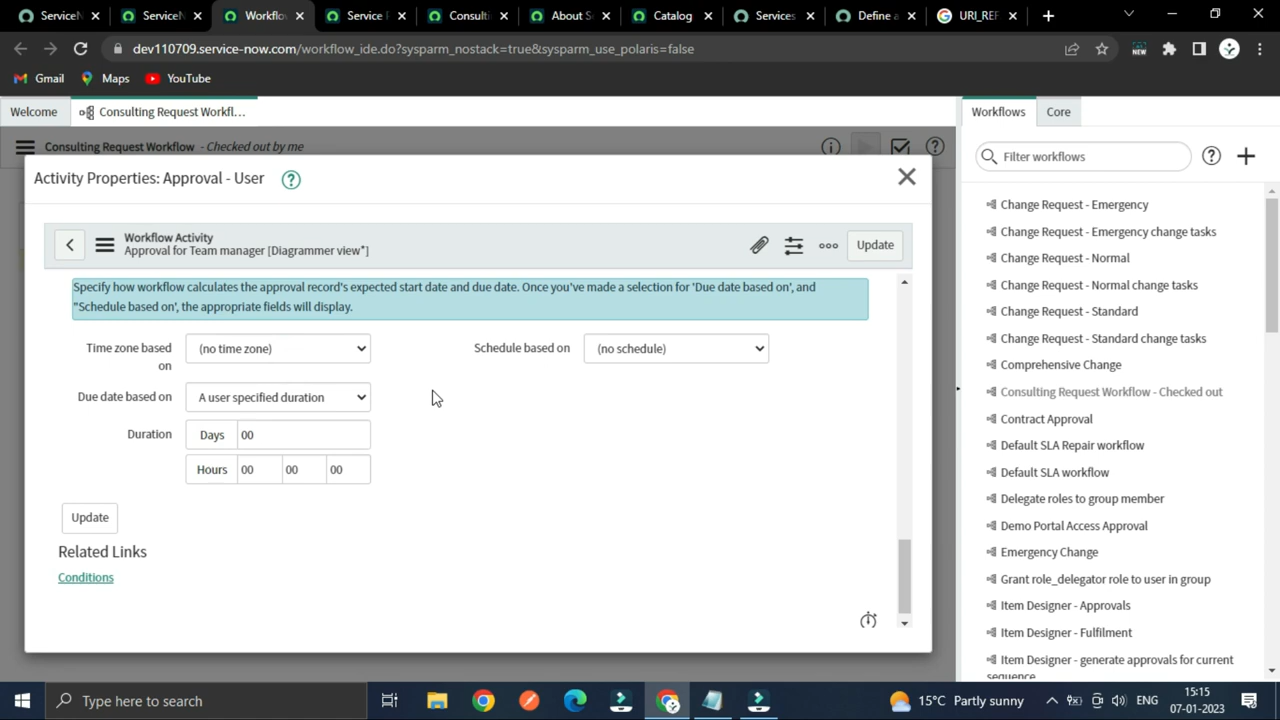 ServiceN
ServiceN
Workflo
Service P
Consulti
About Se
Catalog
Services
Define a
URI_REF
dev110709.service-now.com/workflow_ide.do?sysparm_nostack=true&sysparm_use_polaris=false
NEW
Gmail
Maps
YouTube
Welcome
Consulting Request Workfl...
Workflows
Core
Consulting Request Workflow - Checked out by me
Filter workflows
Activity Properties: Approval - User
Workflow Activity
Approval for Team manager [Diagrammer view*]
Update
Specify how workflow calculates the approval record's expected start date and due date. Once you've made a selection for 'Due date based on', and
"Schedule based on', the appropriate fields will display.
Time zone based on
(no time zone)
Schedule based on
(no schedule)
Due date based on
A user specified duration
Duration
Days 00
Hours 00 00 00
Update
Related Links
Conditions
Change Request - Emergency
Change Request - Emergency change tasks
Change Request - Normal
Change Request - Normal change tasks
Change Request - Standard
Change Request - Standard change tasks
Comprehensive Change
Consulting Request Workflow - Checked out
Contract Approval
Default SLA Repair workflow
Default SLA workflow
Delegate roles to group member
Demo Portal Access Approval
Emergency Change
Grant role_delegator role to user in group
Item Designer - Approvals
Item Designer - Fulfilment
Item Designer - generate approvals for current
sequence
Type here to search
15°C Partly sunny
ENG
15:15
07-01-2023